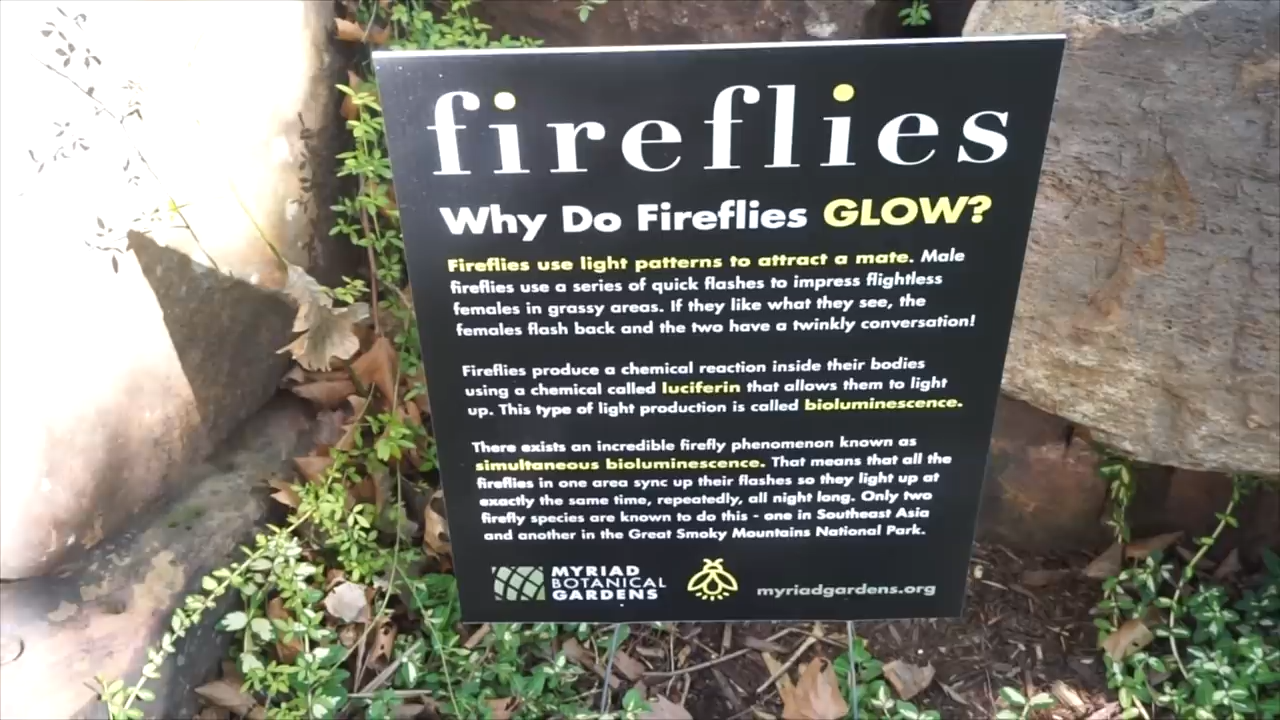 fireflies
Why Do Fireflies GLOW?
Fireflies use light patterns to attract a mate. Male
fireflies use a series of quick flashes to impress flightless
females in grassy areas. If they like what they see, the
females flash back and the two have a twinkly conversation!
Fireflies produce a chemical reaction inside their bodies
using a chemical called luciferin that allows them to light
up. This type of light production is called bioluminescence.
There exists an incredible firefly phenomenon known as
simultaneous bioluminescence. That means that all the
fireflies in one area sync up their flashes so they light up at
exactly the same time, repeatedly, all night long. Only two
firefly species are known to do this - one in Southeast Asia
and another in the Great Smoky Mountains National Park.
MYRIAD
BOTANICAL
GARDENS
myriadgardens.org